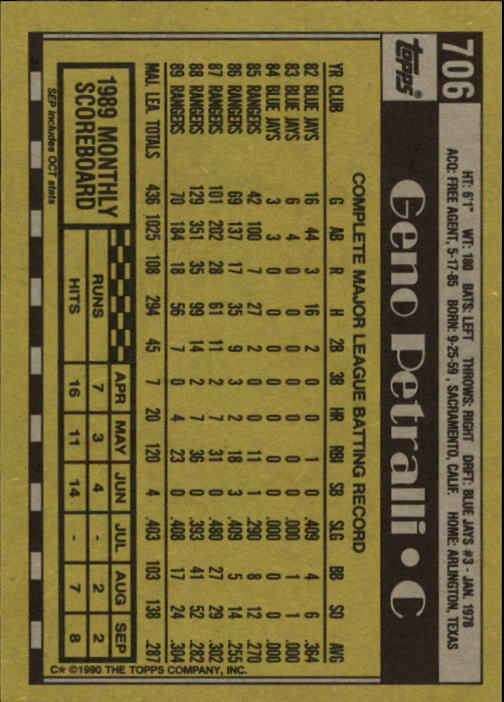 706
Topps®
HT: 6'1" WT: 180 BATS: LEFT THROWS: RIGHT DRFT: BLUE JAYS #3 - JAN. 1978
ACQ: FREE AGENT, 5-17-85 BORN: 9-25-59, SACRAMENTO, CALIF. HOME: ARLINGTON, TEXAS
Geno Petralli • C
COMPLETE MAJOR LEAGUE BATTING RECORD
YR CLUB G AB R H 2B 3B HR RBI SB SLG BB SO AVG
82 BLUE JAYS 16 44 3 16 2 0 0 1 0 .409 4 6 .364
83 BLUE JAYS 6 4 0 0 0 0 0 0 0 .000 1 1 .000
84 BLUE JAYS 3 3 0 0 0 0 0 0 0 .000 0 0 .000
85 RANGERS 42 100 7 27 2 0 0 11 1 .290 8 12 .270
86 RANGERS 69 137 17 35 9 3 2 18 3 .409 5 14 .255
87 RANGERS 101 202 28 61 11 2 7 31 0 .480 27 29 .302
88 RANGERS 129 351 35 99 14 2 7 36 0 .393 41 52 .282
89 RANGERS 70 184 18 56 7 0 4 23 0 .408 17 24 .304
MAJ. LEA. TOTALS 436 1025 108 294 45 7 20 120 4 .403 103 138 .287
1989 MONTHLY
SCOREBOARD
APR MAY JUN JUL AUG SEP
RUNS 7 3 4 - 2 2
HITS 16 11 14 - 7 8
SEP includes OCT stats
C* ©1990 THE TOPPS COMPANY, INC.